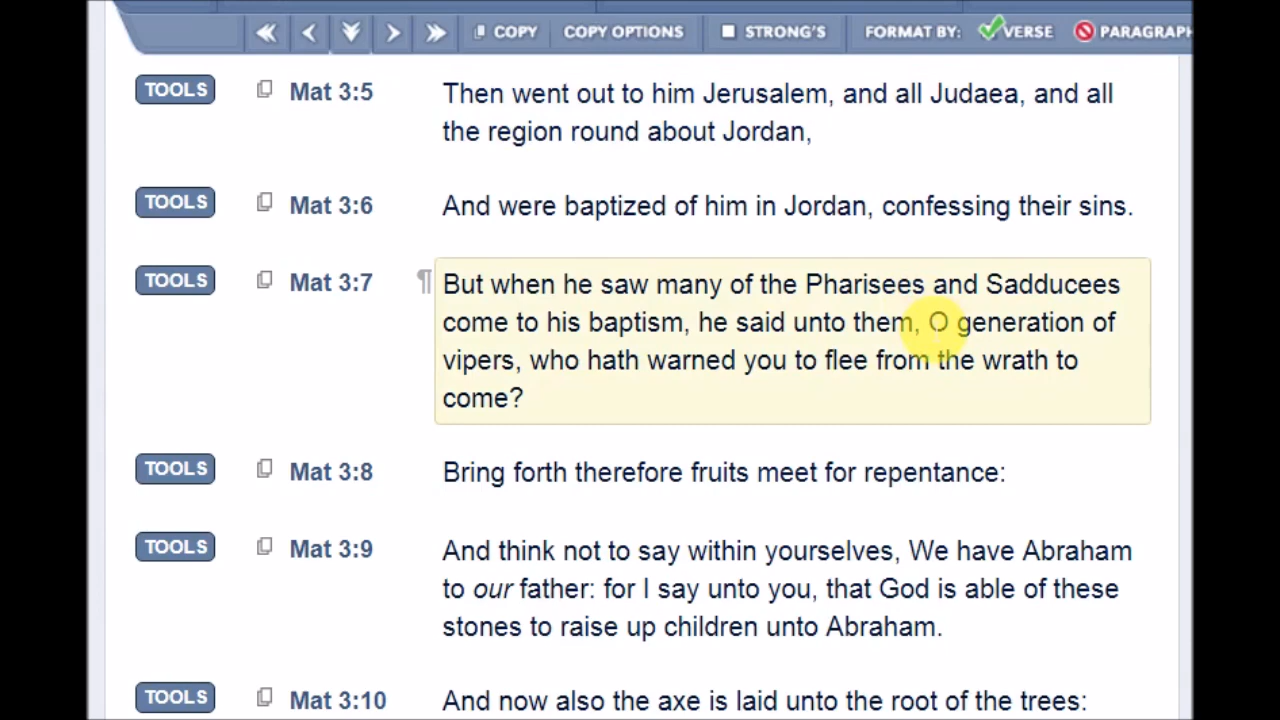 COPY COPY OPTIONS STRONG'S FORMAT BY: VERSE PARAGRAPH
TOOLS Mat 3:5 Then went out to him Jerusalem, and all Judaea, and all
the region round about Jordan,
TOOLS Mat 3:6 And were baptized of him in Jordan, confessing their sins.
TOOLS Mat 3:7 ¶ But when he saw many of the Pharisees and Sadducees
come to his baptism, he said unto them, O generation of
vipers, who hath warned you to flee from the wrath to
come?
TOOLS Mat 3:8 Bring forth therefore fruits meet for repentance:
TOOLS Mat 3:9 And think not to say within yourselves, We have Abraham
to our father: for I say unto you, that God is able of these
stones to raise up children unto Abraham.
TOOLS Mat 3:10 And now also the axe is laid unto the root of the trees: